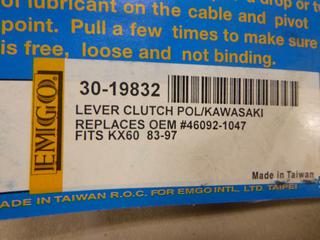 of lubricant on the cable and pivot
point. Pull a few times to make sure
is free, loose and not binding.
30-19832
LEVER CLUTCH POL/KAWASAKI
REPLACES OEM #46092-1047
FITS KX60 83-97
EMGO
Made in Taiwan
MADE IN TAIWAN R.O.C. FOR EMGO INT'L, LTD. TAIPEI